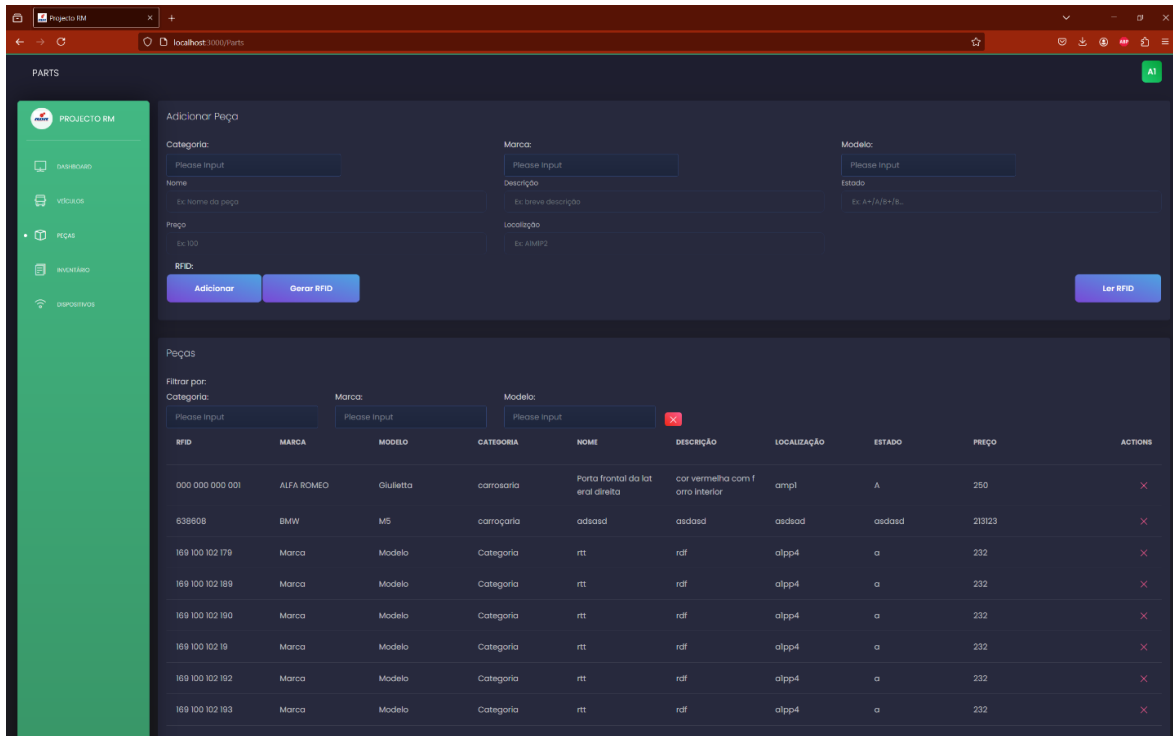 Projecto RM
localhost:3000/Parts
ABP
PARTS
A1
PROJECTO RM
DASHBOARD
VEÍCULOS
PEÇAS
INVENTÁRIO
DISPOSITIVOS
Adicionar Peça
Categoria: Marca: Modelo:
Please Input Please Input Please Input
Nome Descrição Estado
Ex: Nome da peça Ex: breve descrição Ex: A+/A/B+/B...
Preço Localizção
Ex: 100 Ex: A1MP2
RFID:
Adicionar Gerar RFID Ler RFID
Peças
Filtrar por:
Categoria: Marca: Modelo:
Please Input Please Input Please Input
RFID MARCA MODELO CATEGORIA NOME DESCRIÇÃO LOCALIZAÇÃO ESTADO PREÇO ACTIONS
000 000 000 001 ALFA ROMEO Giulietta carrosaria Porta frontal da lat eral direita cor vermelha com f orro interior amp1 A 250
638608 BMW M5 carroçaria adsasd asdasd asdsad asdasd 213123
169 100 102 179 Marca Modelo Categoria rtt rdf alpp4 a 232
169 100 102 189 Marca Modelo Categoria rtt rdf alpp4 a 232
169 100 102 190 Marca Modelo Categoria rtt rdf alpp4 a 232
169 100 102 19 Marca Modelo Categoria rtt rdf alpp4 a 232
169 100 102 192 Marca Modelo Categoria rtt rdf alpp4 a 232
169 100 102 193 Marca Modelo Categoria rtt rdf alpp4 a 232